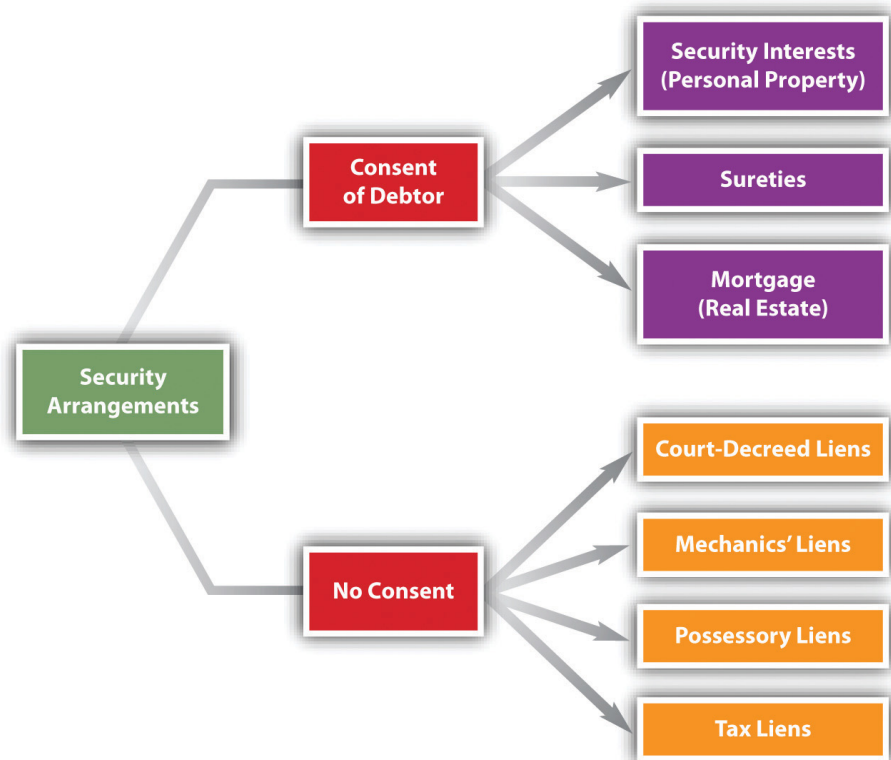 Security Interests
(Personal Property)
Consent
of Debtor
Sureties
Mortgage
(Real Estate)
Security
Arrangements
Court-Decreed Liens
Mechanics’ Liens
No Consent
Possessory Liens
Tax Liens